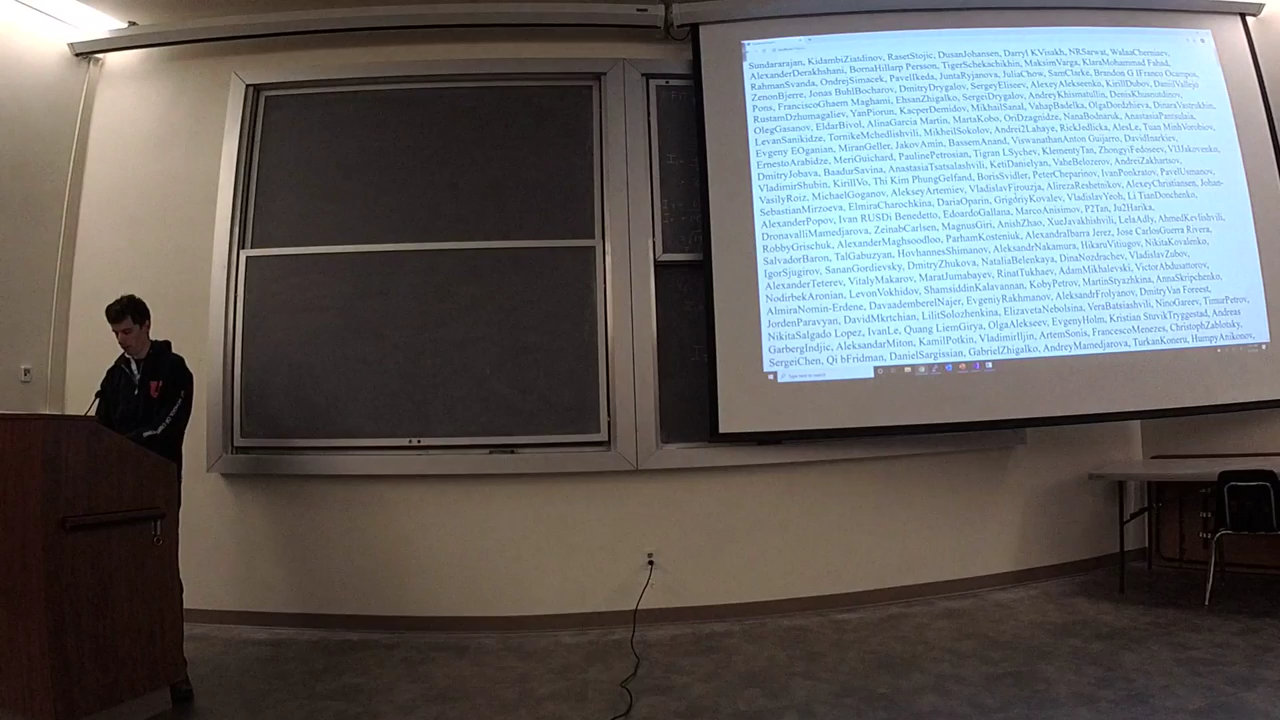 Sundararajan, KidambiZiatdinov, RasetStojic, DusanJohansen, Darryl KVisakh, NRSarwat, WalaaCherniaev,
AlexanderDerakhshani, BornaHillarp Persson, TigerSchekachikhin, MaksimVarga, KlaraMohammad Fahad,
RahmanSvanda, OndrejSimacek, PavelIkeda, JuntaRyjanova, JuliaChow, SamClarke, Brandon G IFranco Ocampos,
ZenonBjerre, Jonas BuhlBocharov, DmitryDrygalov, SergeyEliseev, AlexeyAlekseenko, KirillDubov, DanielVallejo
Pons, FranciscoGhaem Maghami, EhsanZhigalko, SergeiDrygalov, AndreyKhismatullin, DenisKhusnutdinov,
RustamDzhumagaliev, YanPiorun, KacperDemidov, MikhailSanal, VahapBadelka, OlgaDordzhieva, DinaraVastrukhin,
OlegGasanov, EldarBivol, AlinaGarcia Martin, MartaKobo, OriDzagnidze, NanaBodnaruk, AnastasiaPantsulaia,
LevanSanikidze, TornikeMchedlishvili, MikheilSokolov, Andrei2Lahaye, RickJedlicka, AlesLe, Tuan MinhVorobiov,
Evgeny EOganian, MiranGeller, JakovAmin, BassemAnand, ViswanathanAnton Guijarro, DavidInarkiev,
ErnestoArabidze, MeriGuichard, PaulinePetrosian, Tigran LSychev, KlementyTan, ZhongyiFedoseev,
DmitryJobava, BaadurSavina, AnastasiaTsatsalashvili, KetiDanielyan, VaheBelozerov, AndreiZakhartsov,
VladimirShubin, KirillVo, Thi Kim PhungGelfand, BorisSvidler, PeterCheparinov, IvanPonkratov, PavelUsmanov,
VasilyRoiz, MichaelGoganov, AlekseyArtemiev, VladislavFirouzja, AlirezaReshetnikov, AlexeyChristiansen, Johan-
SebastianMirzoeva, ElmiraCharochkina, DariaOparin, GrigoriyKovalev, VladislavYeoh, Li TianDonchenko,
AlexanderPopov, Ivan RUSDi Benedetto, EdoardoGallana, MarcoAnisimov, P2Tan, Ju2Harika,
DronavalliMamedjarova, ZeinabCarlsen, MagnusGiri, AnishZhao, XueJavakhishvili, LelaAdly, AhmedKevlishvili,
RobbyGrischuk, AlexanderMaghsoodloo, ParhamKosteniuk, AlexandraIbarra Jerez, Jose CarlosGuerra Rivera,
SalvadorBaron, TalGabuzyan, HovhannesShimanov, AleksandrNakamura, HikaruVitiugov, NikitaKovalenko,
IgorSjugirov, SananGordievsky, DmitryZhukova, NataliaBelenkaya, DinaNozdrachev, VladislavZubov,
AlexanderTeterev, VitalyMakarov, MaratJumabayev, RinatTukhaev, AdamMikhalevski, VictorAbdusattorov,
NodirbekAronian, LevonVokhidov, ShamsiddinKalavannan, KobyPetrov, MartinStyazhkina, AnnaSkripchenko,
AlmiraNomin-Erdene, DavaademberelNajer, EvgeniyRakhmanov, AleksandrFrolyanov, DmitryVan Foreest,
JordenParavyan, DavidMkrtchian, LilitSolozhenkina, ElizavetaNebolsina, VeraBatsiashvili, NinoGareev, TimurPetrov,
NikitaSalgado Lopez, IvanLe, Quang LiemGirya, OlgaAlekseev, EvgenyHolm, Kristian StuvikTryggestad, Andreas
GarbergIndjic, AleksandarMiton, KamilPotkin, VladimirIljin, ArtemSonis, FrancescoMenezes, ChristophZablotsky,
SergeiChen, Qi bFridman, DanielSargissian, GabrielZhigalko, AndreyMamedjarova, TurkanKoneru, HumpyAnikonov,
Type here to search